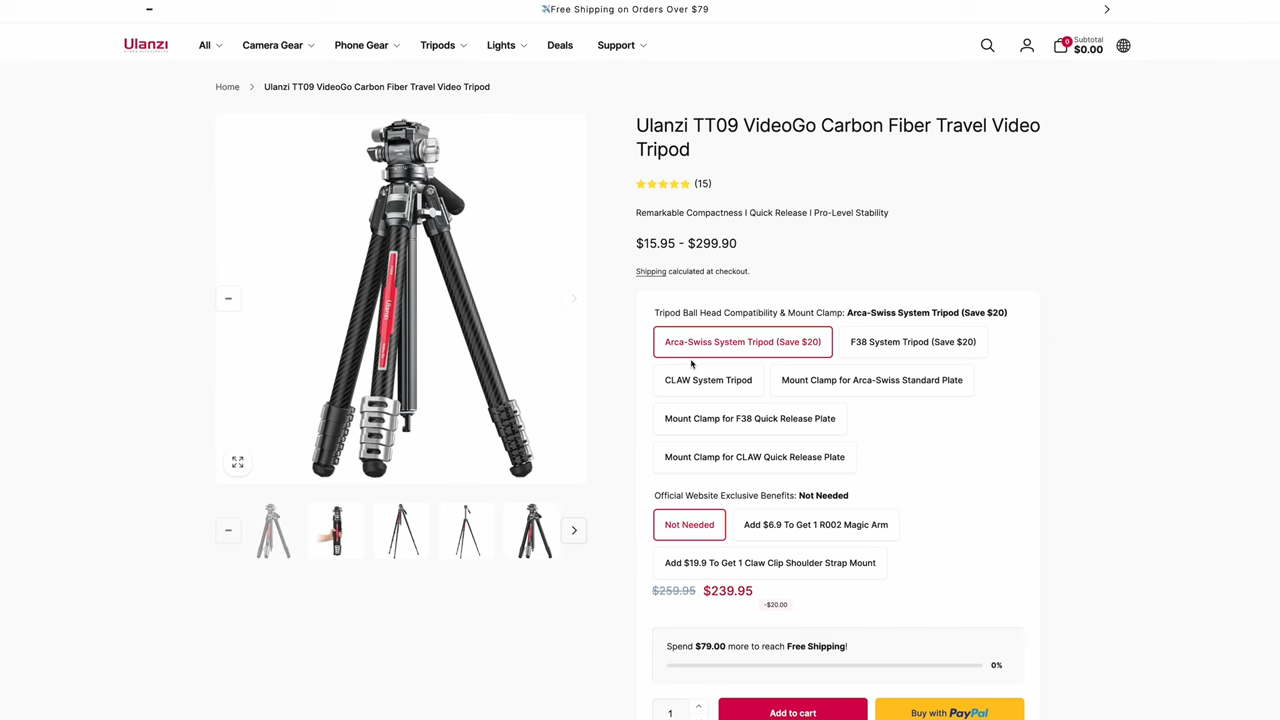 ✈️Free Shipping on Orders Over $79
Ulanzi
All
Camera Gear
Phone Gear
Tripods
Lights
Deals
Support
0
Subtotal
$0.00
Home
Ulanzi TT09 VideoGo Carbon Fiber Travel Video Tripod
Ulanzi
Ulanzi TT09 VideoGo Carbon Fiber Travel Video
Tripod
(15)
Remarkable Compactness I Quick Release I Pro-Level Stability
$15.95 - $299.90
Shipping calculated at checkout.
Tripod Ball Head Compatibility & Mount Clamp: Arca-Swiss System Tripod (Save $20)
Arca-Swiss System Tripod (Save $20)
F38 System Tripod (Save $20)
CLAW System Tripod
Mount Clamp for Arca-Swiss Standard Plate
Mount Clamp for F38 Quick Release Plate
Mount Clamp for CLAW Quick Release Plate
Official Website Exclusive Benefits: Not Needed
Not Needed
Add $6.9 To Get 1 R002 Magic Arm
Add $19.9 To Get 1 Claw Clip Shoulder Strap Mount
$259.95 $239.95
-$20.00
Spend $79.00 more to reach Free Shipping!
0%
1
Add to cart
Buy with PayPal